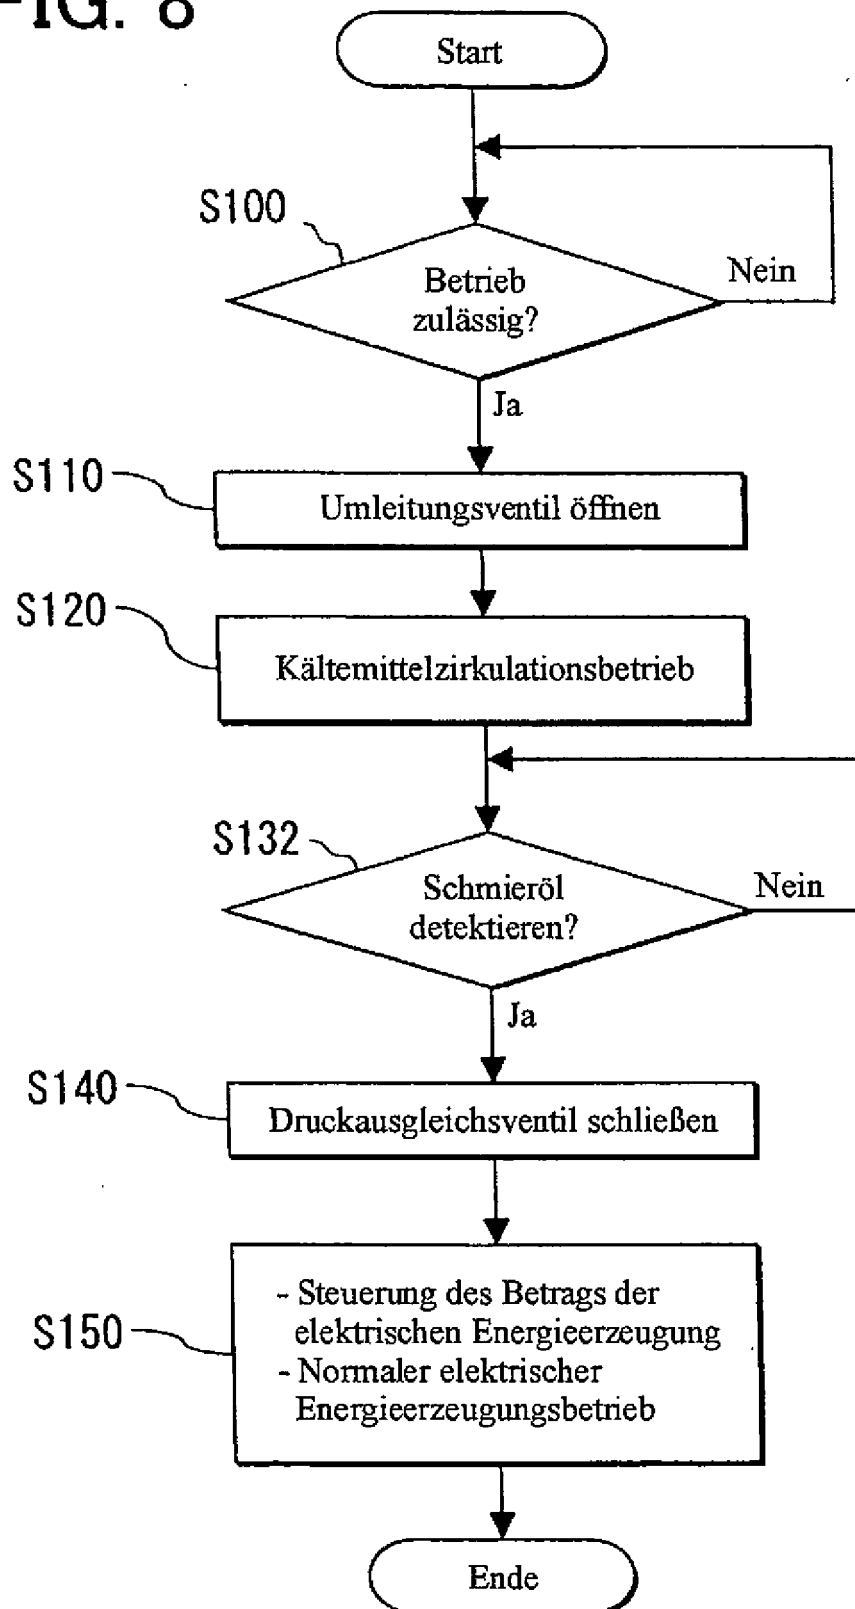 FIG. 8
Start
S100
Betrieb
zulässig?
Nein
Ja
S110
Umleitungsventil öffnen
S120
Kältemittelzirkulationsbetrieb
S132
Schmieröl
detektieren?
Nein
Ja
S140
Druckausgleichsventil schließen
S150
- Steuerung des Betrags der
elektrischen Energieerzeugung
- Normaler elektrischer
Energieerzeugungsbetrieb
Ende